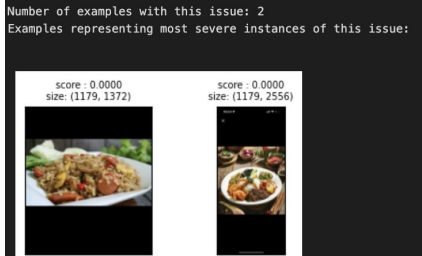 Number of examples with this issue: 2
Examples representing most severe instances of this issue:
score : 0.0000
size: (1179, 1372)
score : 0.0000
size: (1179, 2556)